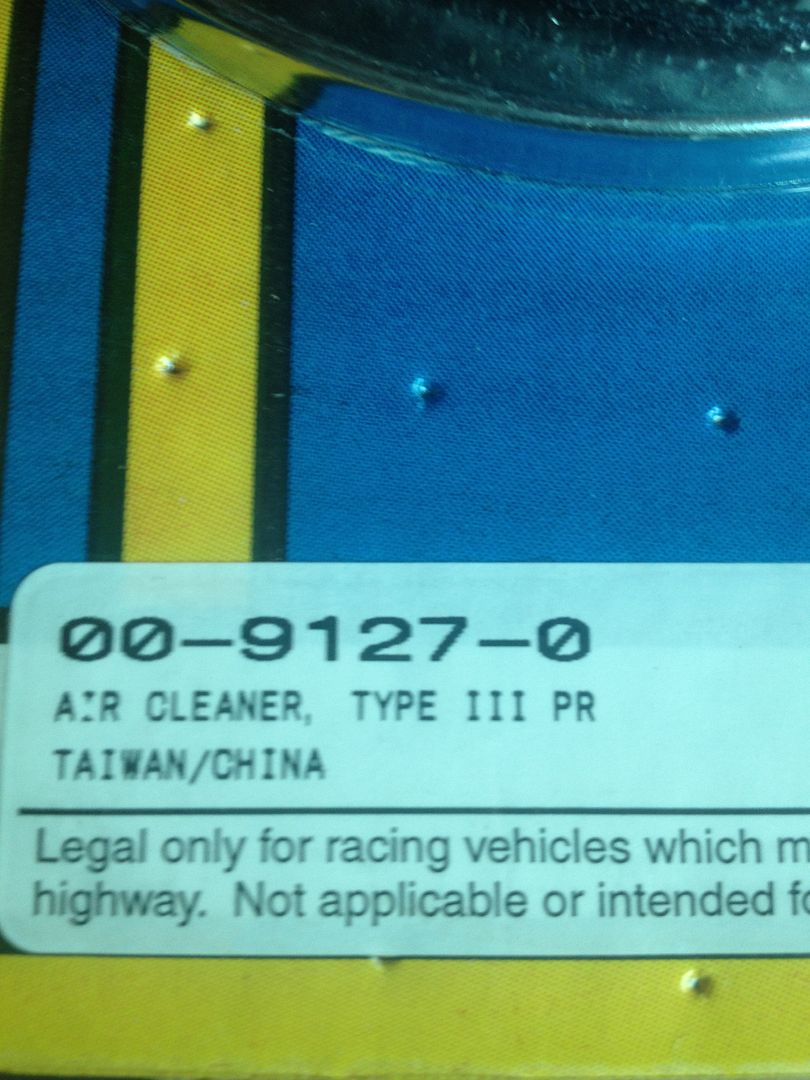 00-9127-0
AIR CLEANER, TYPE III PR
TAIWAN/CHINA
Legal only for racing vehicles which
highway. Not applicable or intended